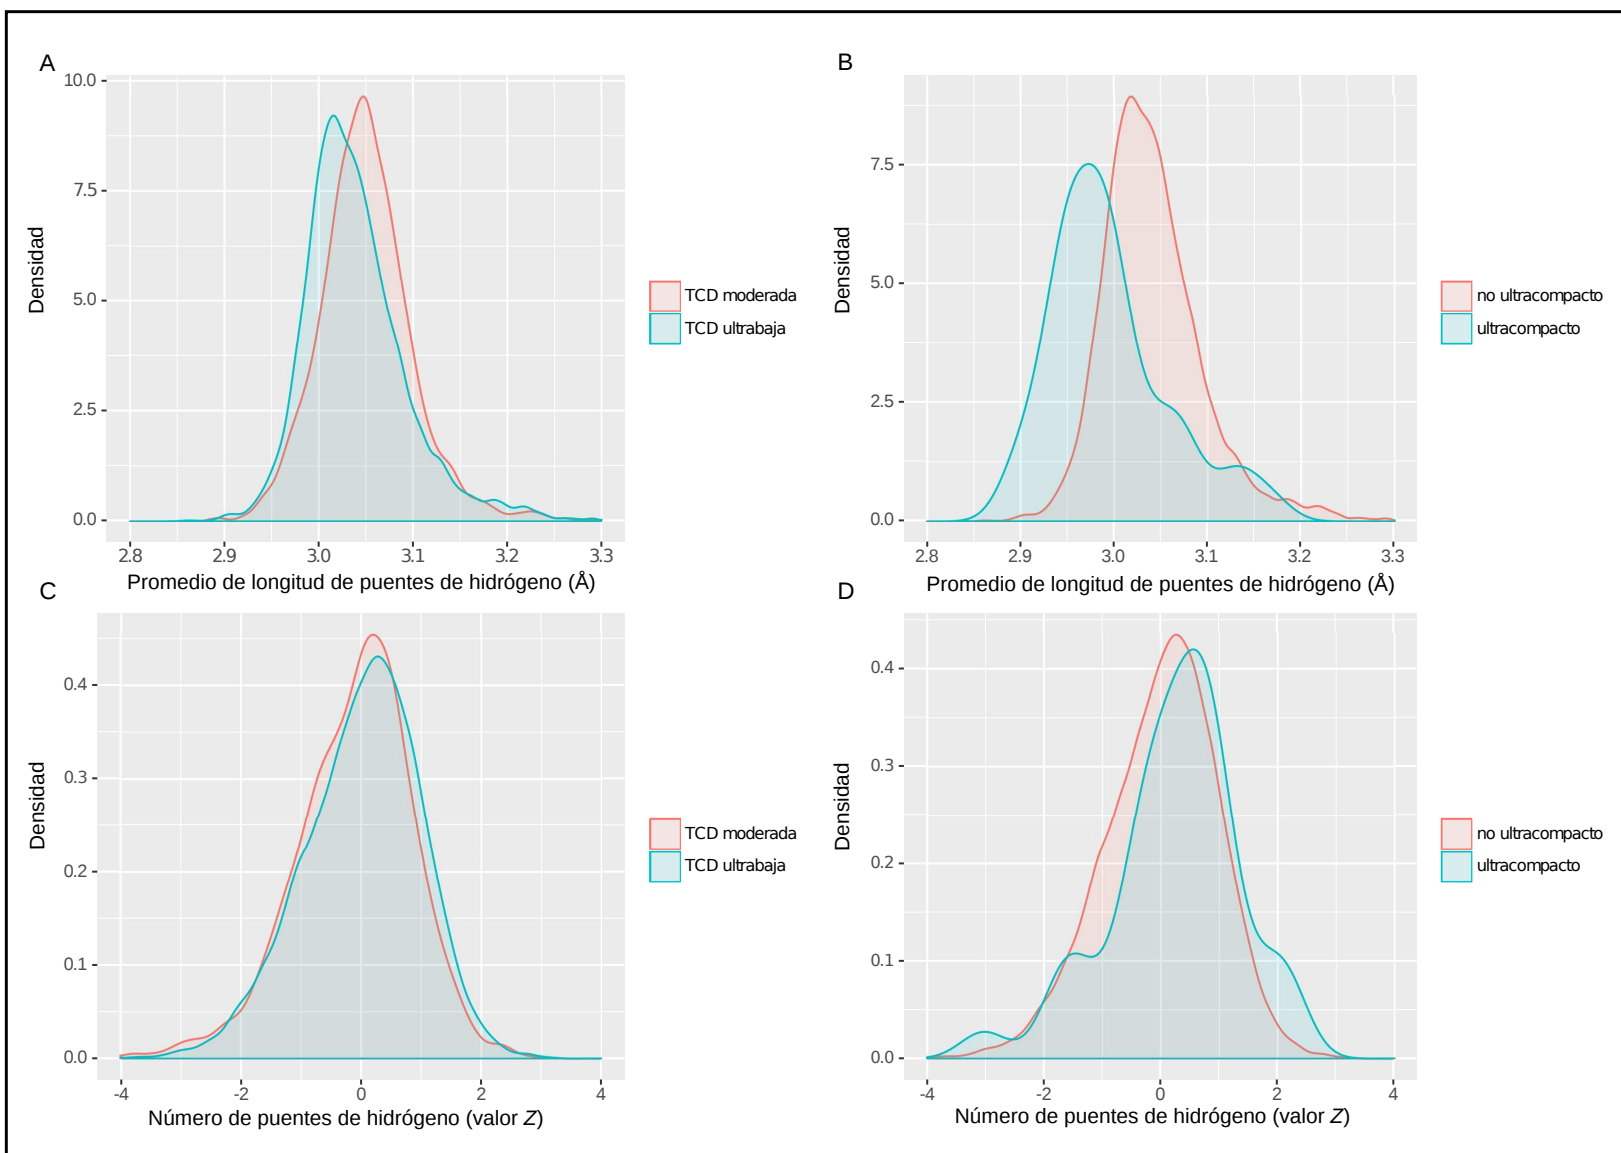 A
10.0
7.5
5.0
2.5
0.0
Densidad
2.8 2.9 3.0 3.1 3.2 3.3
Promedio de longitud de puentes de hidrógeno (Å)
TCD moderada
TCD ultrabaja
B
7.5
5.0
2.5
0.0
Densidad
2.8 2.9 3.0 3.1 3.2 3.3
Promedio de longitud de puentes de hidrógeno (Å)
no ultracompacto
ultracompacto
C
0.4
0.3
0.2
0.1
0.0
Densidad
-4 -2 0 2 4
Número de puentes de hidrógeno (valor Z)
TCD moderada
TCD ultrabaja
D
0.4
0.3
0.2
0.1
0.0
Densidad
-4 -2 0 2 4
Número de puentes de hidrógeno (valor Z)
no ultracompacto
ultracompacto